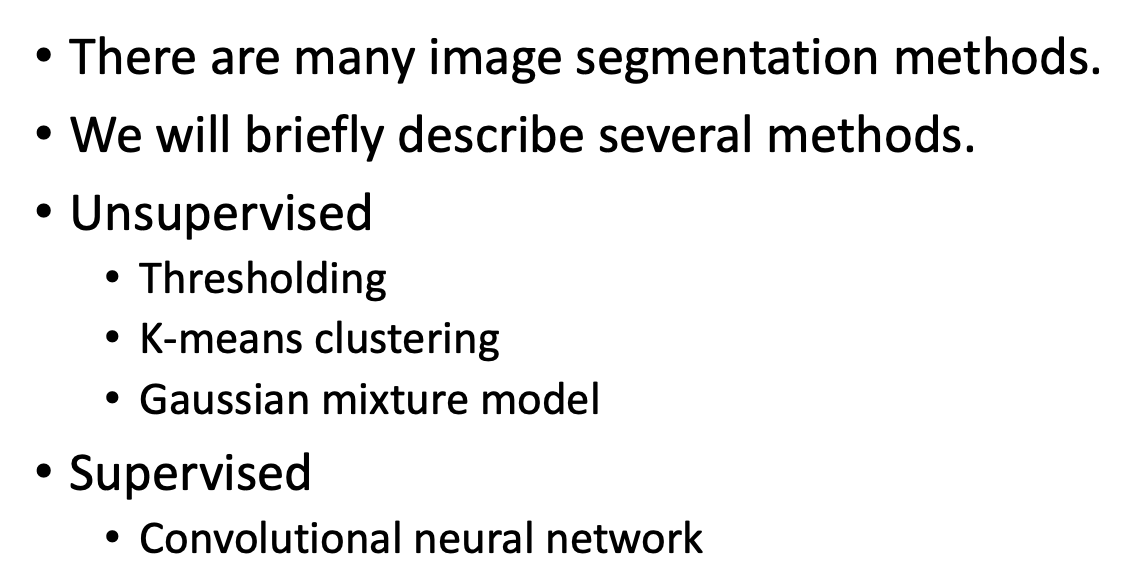 • There are many image segmentation methods.
• We will briefly describe several methods.
• Unsupervised
• Thresholding
• K-means clustering
• Gaussian mixture model
• Supervised
• Convolutional neural network